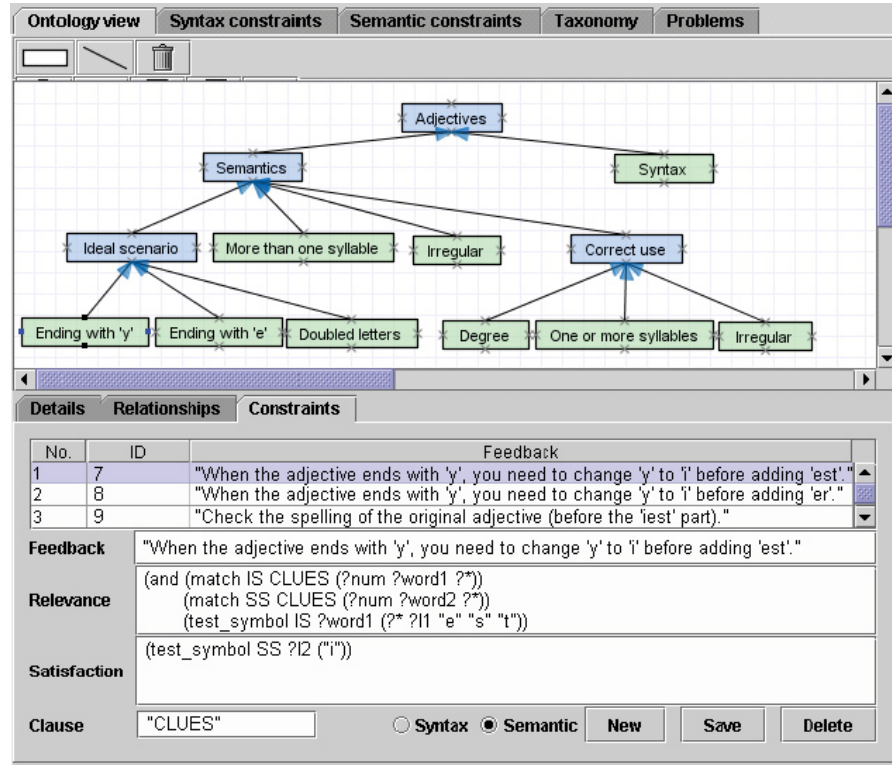 Ontology view Syntax constraints Semantic constraints Taxonomy Problems
Adjectives
Semantics Syntax
Ideal scenario More than one syllable Irregular Correct use
Ending with 'y' Ending with 'e' Doubled letters Degree One or more syllables Irregular
Details Relationships Constraints
No. ID Feedback
1 7 "When the adjective ends with 'y', you need to change 'y' to 'i' before adding 'est'."
2 8 "When the adjective ends with 'y', you need to change 'y' to 'i' before adding 'er'."
3 9 "Check the spelling of the original adjective (before the 'iest' part)."
Feedback "When the adjective ends with 'y', you need to change 'y' to 'i' before adding 'est'."
Relevance (and (match IS CLUES (?num ?word1 ?*))
(match SS CLUES (?num ?word2 ?*))
(test_symbol IS ?word1 (?* ?l1 "e" "s" "t"))
Satisfaction (test_symbol SS ?l2 ("i"))
Clause "CLUES" Syntax Semantic New Save Delete